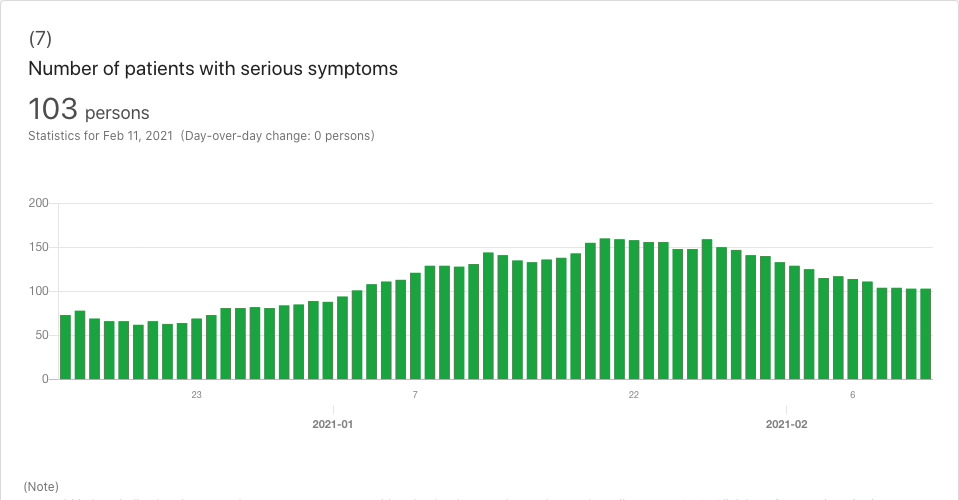 (7)
Number of patients with serious symptoms
103 persons
Statistics for Feb 11, 2021 (Day-over-day change: 0 persons)
200
150
100
50
0
23 7 22 6
2021-01 2021-02
(Note)